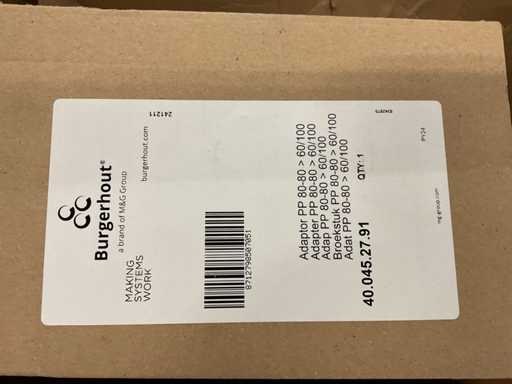 Burgerhout®
a brand of M&G Group
MAKING
SYSTEMS
WORK
burgerhout.com
241211
8712798507051
Adaptor PP 80-80 > 60/100
Adapter PP 80-80 > 60/100
Adap PP 80-80 > 60/100
Broekstuk PP 80-80 > 60/100
Adat PP 80-80 > 60/100
40.045.27.91
QTY: 1
mg-group.com
PY24